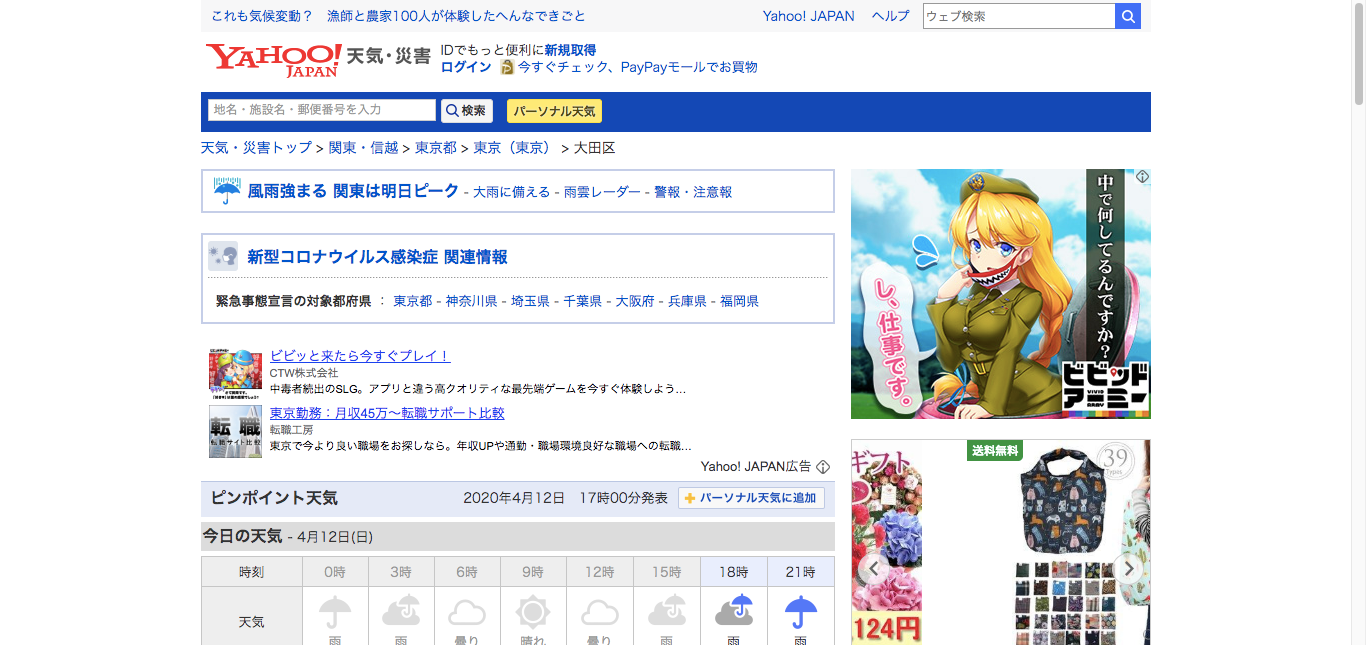 これも気候変動？ 漁師と農家100人が体験したへんなできごと
Yahoo! JAPAN ヘルプ
ウェブ検索
YAHOO! JAPAN 天気・災害
IDでもっと便利に新規取得
ログイン 今すぐチェック、PayPayモールでお買物
地名・施設名・郵便番号を入力 検索 パーソナル天気
天気・災害トップ > 関東・信越 > 東京都 > 東京（東京） > 大田区
風雨強まる 関東は明日ピーク - 大雨に備える - 雨雲レーダー - 警報・注意報
新型コロナウイルス感染症 関連情報
緊急事態宣言の対象都府県 ： 東京都 - 神奈川県 - 埼玉県 - 千葉県 - 大阪府 - 兵庫県 - 福岡県
ビビッと来たら今すぐプレイ！
CTW株式会社
中毒者続出のSLG。アプリと違う高クオリティな最先端ゲームを今すぐ体験しよう…
転職
転職サイト比較
東京勤務：月収45万〜転職サポート比較
転職工房
東京で今より良い職場をお探しなら。年収UPや通勤・職場環境良好な職場への転職…
Yahoo! JAPAN広告
ピンポイント天気 2020年4月12日 17時00分発表 パーソナル天気に追加
今日の天気 - 4月12日(日)
時刻 0時 3時 6時 9時 12時 15時 18時 21時
天気 雨 雨 曇り 晴れ 曇り 雨 雨 雨
中で何してるんですか？
し、仕事です。
ビビッド
アーミー
VIVID
ARMY
ギフト
124円
送料無料
39
Types